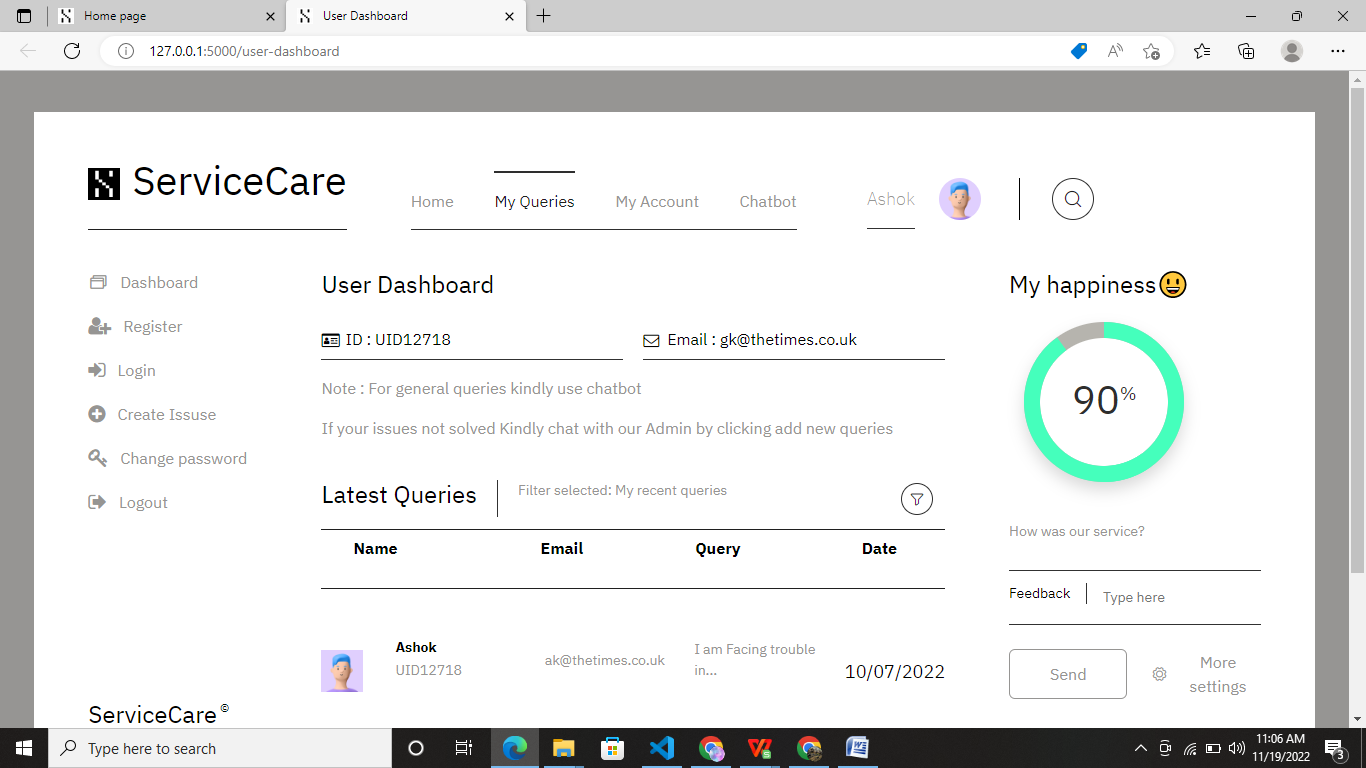 Home page
User Dashboard
127.0.0.1:5000/user-dashboard
ServiceCare
Home
My Queries
My Account
Chatbot
Ashok
Dashboard
Register
Login
Create Issuse
Change password
Logout
ServiceCare ©
User Dashboard
ID : UID12718
Email : gk@thetimes.co.uk
Note : For general queries kindly use chatbot
If your issues not solved Kindly chat with our Admin by clicking add new queries
Latest Queries
Filter selected: My recent queries
Name Email Query Date
Ashok
UID12718
ak@thetimes.co.uk
I am Facing trouble
in...
10/07/2022
My happiness
90%
How was our service?
Feedback
Type here
Send
More
settings
Type here to search
11:06 AM
11/19/2022
3